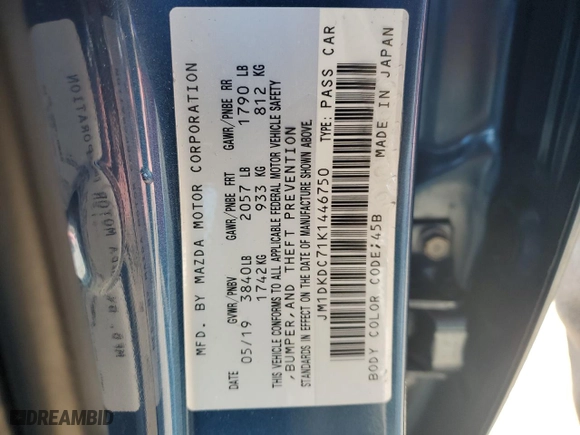 MFD. BY MAZDA MOTOR CORPORATION
GVWR/PNBV GAWR/PNBE FRT GAWR/PNBE RR
DATE 05/19 3840LB 2057 LB 1790 LB
1742KG 933 KG 812 KG
THIS VEHICLE CONFORMS TO ALL APPLICABLE FEDERAL MOTOR VEHICLE SAFETY
,BUMPER,AND THEFT PREVENTION
STANDARDS IN EFFECT ON THE DATE OF MANUFACTURE SHOWN ABOVE.
JM1DKDC71K1446750 TYPE: PASS CAR
BODY COLOR CODE;45B MADE IN JAPAN
DREAMBID